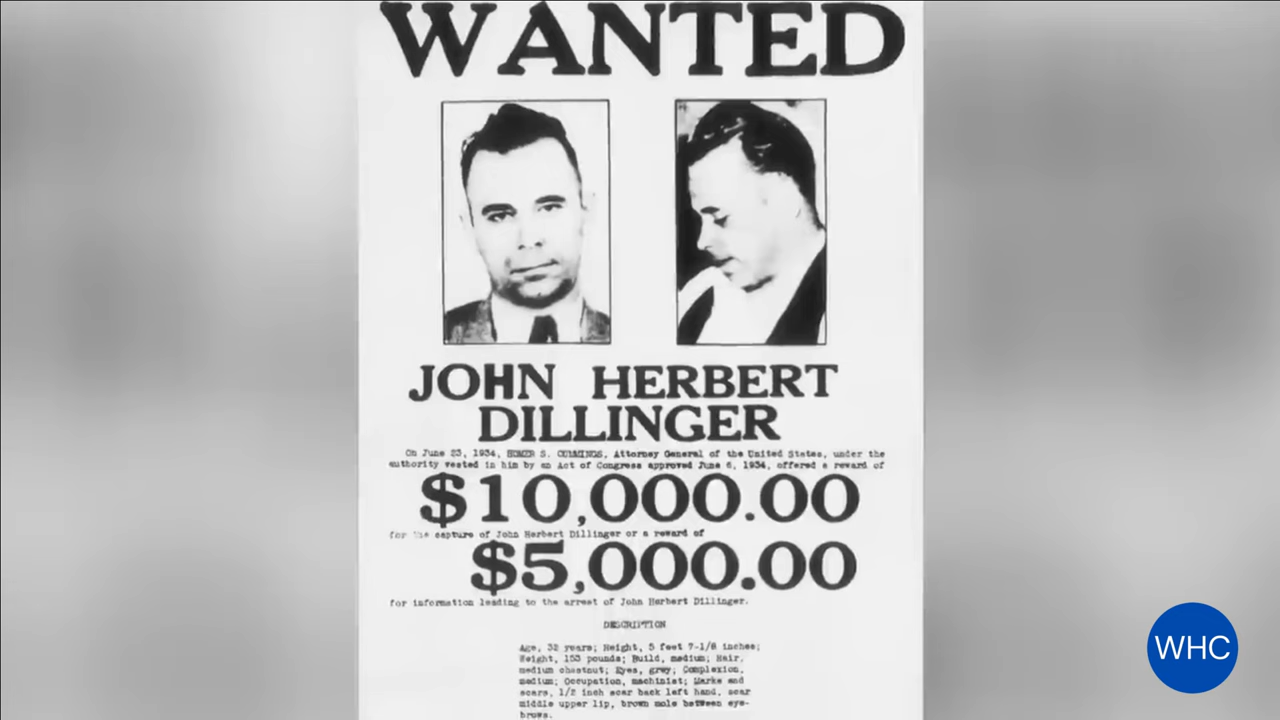 WANTED
JOHN HERBERT
DILLINGER
On June 23, 1934, HOMER S. CUMMINGS, Attorney General of the United States, under the
authority vested in him by an Act of Congress approved June 6, 1934, offered a reward of
$10,000.00
for the capture of John Herbert Dillinger or a reward of
$5,000.00
for information leading to the arrest of John Herbert Dillinger.
DESCRIPTION
Age, 32 years; Height, 5 feet 7-1/8 inches;
Weight, 153 pounds; Build, medium; Hair,
medium chestnut; Eyes, grey; Complexion,
medium; Occupation, machinist; Marks and
scars, 1/2 inch scar back left hand, scar
middle upper lip, brown mole between eye-
brows.
WHC